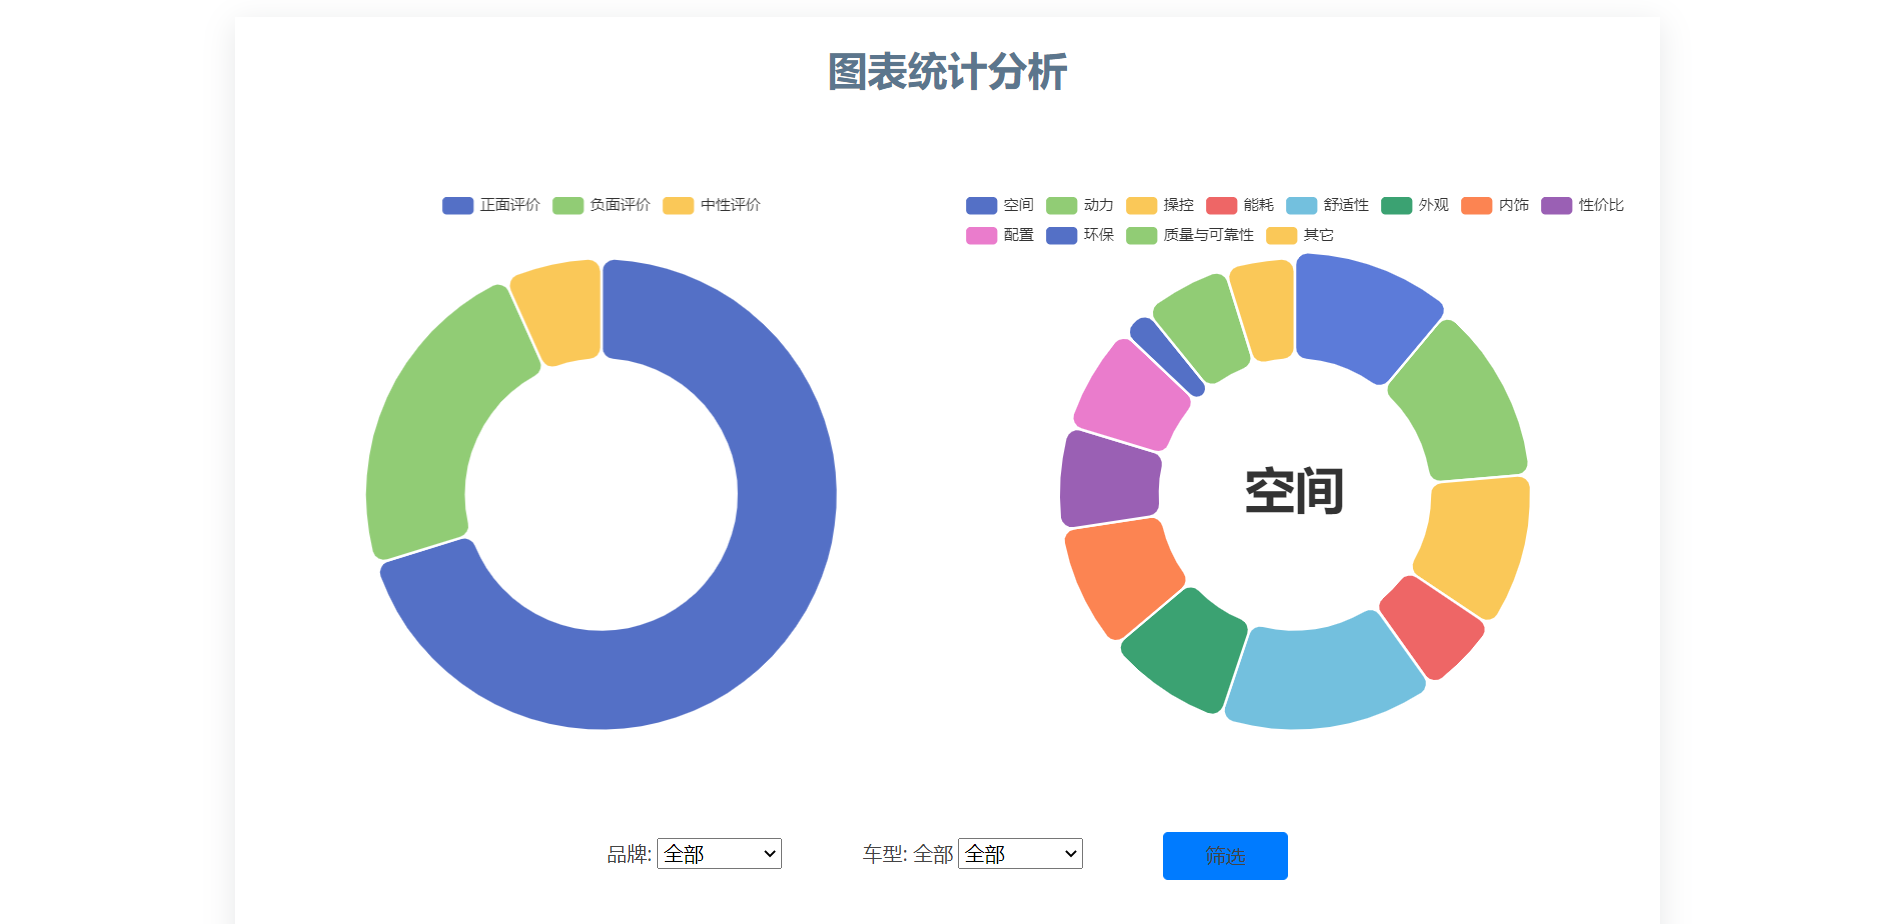 图表统计分析
正面评价 负面评价 中性评价
空间 动力 操控 能耗 舒适性 外观 内饰 性价比
配置 环保 质量与可靠性 其它
空间
品牌: 全部 车型: 全部 全部 筛选